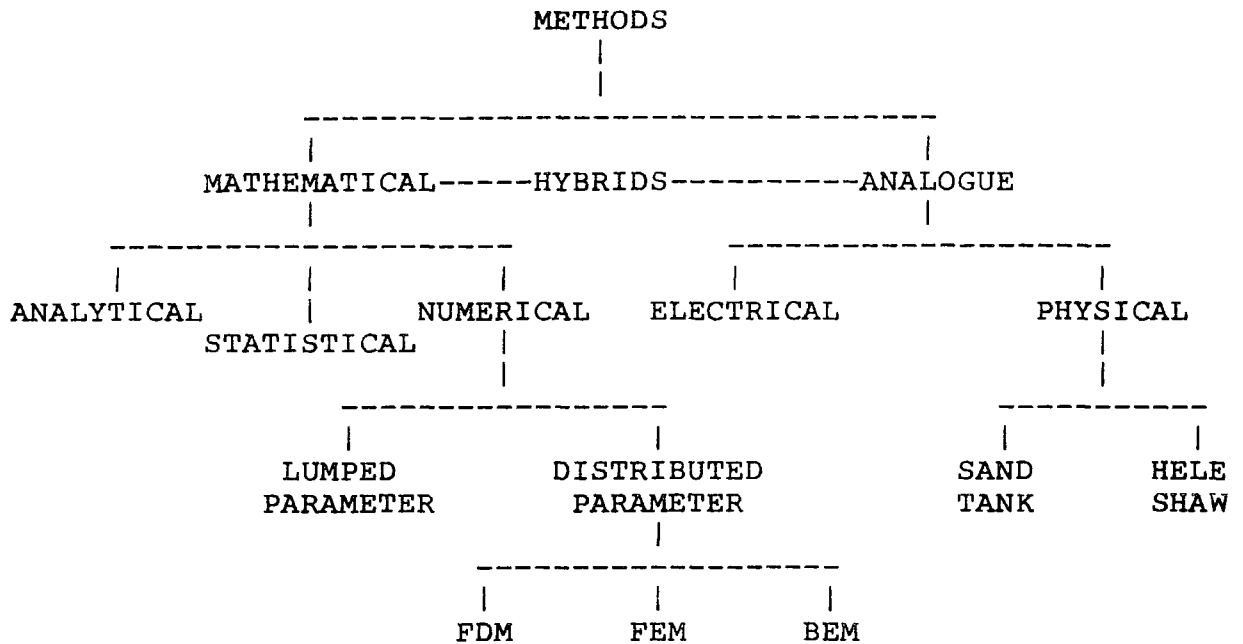 METHODS
MATHEMATICAL-----HYBRIDS----------ANALOGUE
ANALYTICAL NUMERICAL ELECTRICAL PHYSICAL
STATISTICAL
LUMPED DISTRIBUTED SAND HELE
PARAMETER PARAMETER TANK SHAW
FDM FEM BEM